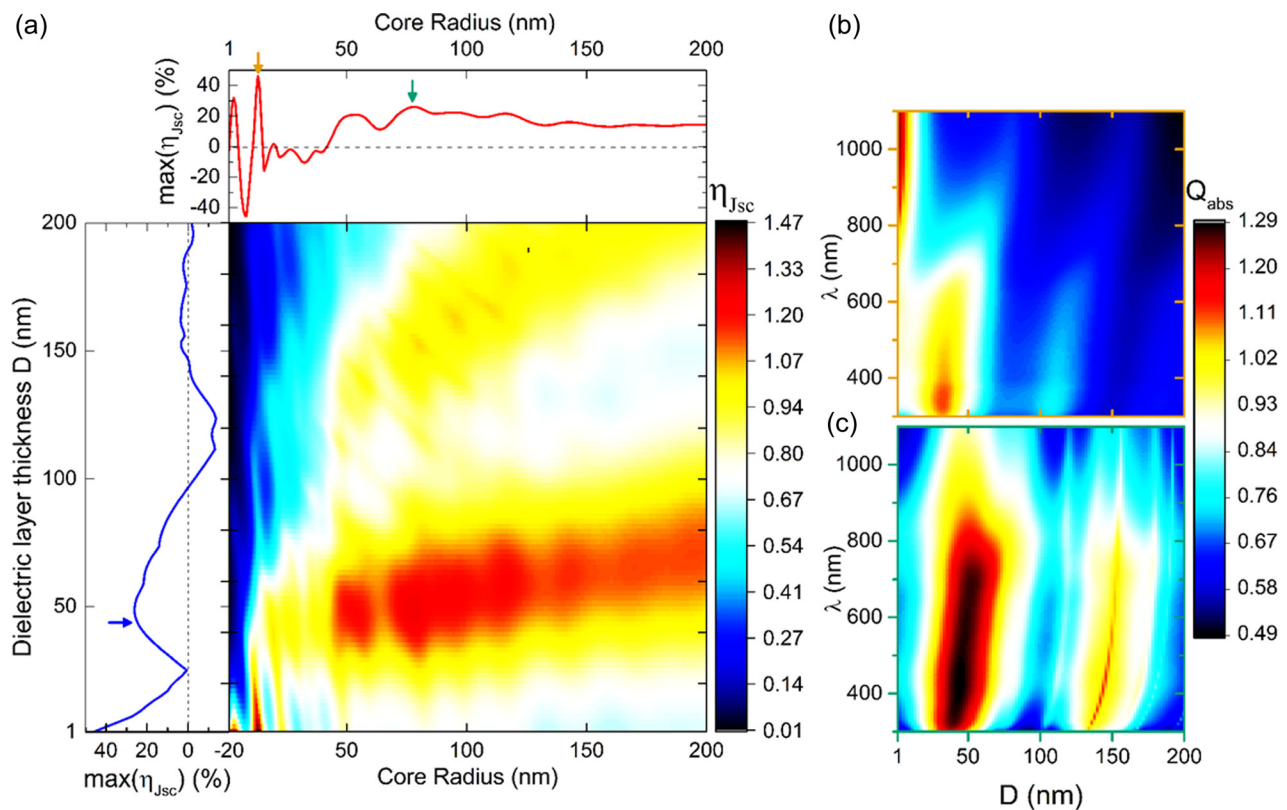 (a)
Core Radius (nm)
1 50 100 150 200
max(ηJsc) (%)
40
20
0
-20
-40
ηJsc
1.47
1.33
1.20
1.07
0.94
0.80
0.67
0.54
0.41
0.27
0.14
0.01
Dielectric layer thickness D (nm)
200
150
100
50
1
40 20 0 -20
max(ηJsc) (%)
50 100 150 200
Core Radius (nm)
(b)
λ (nm)
1000
800
600
400
(c)
λ (nm)
1000
800
600
400
1 50 100 150 200
D (nm)
Qabs
1.29
1.20
1.11
1.02
0.93
0.84
0.76
0.67
0.58
0.49